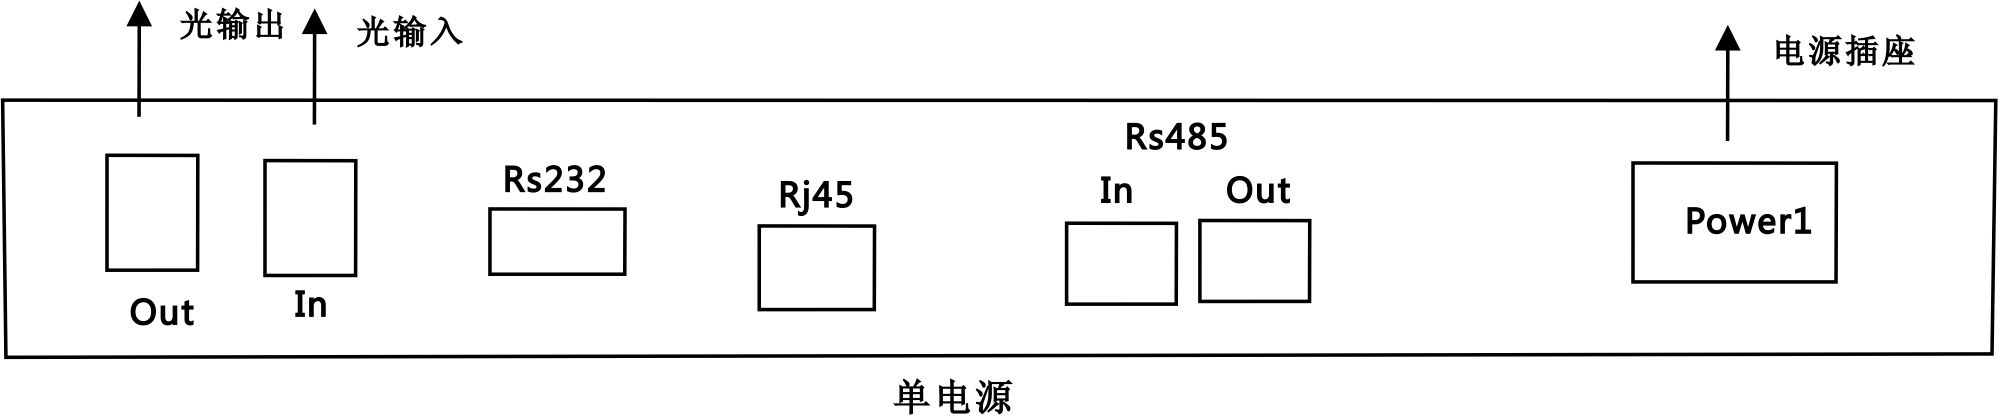 光输出
光输入
电源插座
Rs485
Rs232
Rj45
In
Out
Power1
Out
In
单电源